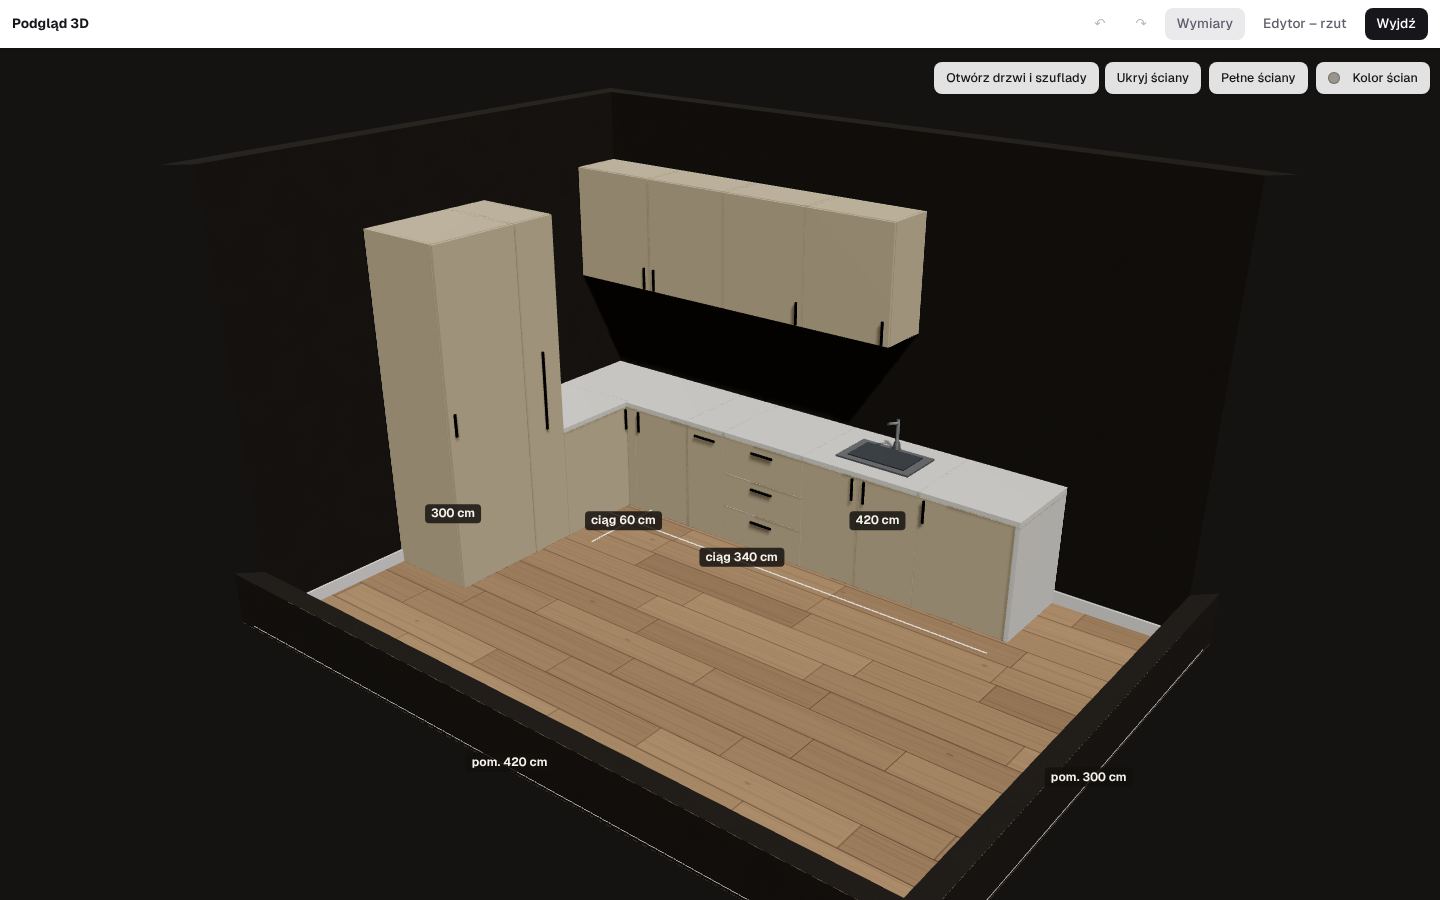 Podgląd 3D
Wymiary
Edytor – rzut
Wyjdź
Otwórz drzwi i szuflady
Ukryj ściany
Pełne ściany
Kolor ścian
300 cm
ciąg 60 cm
420 cm
ciąg 340 cm
pom. 420 cm
pom. 300 cm